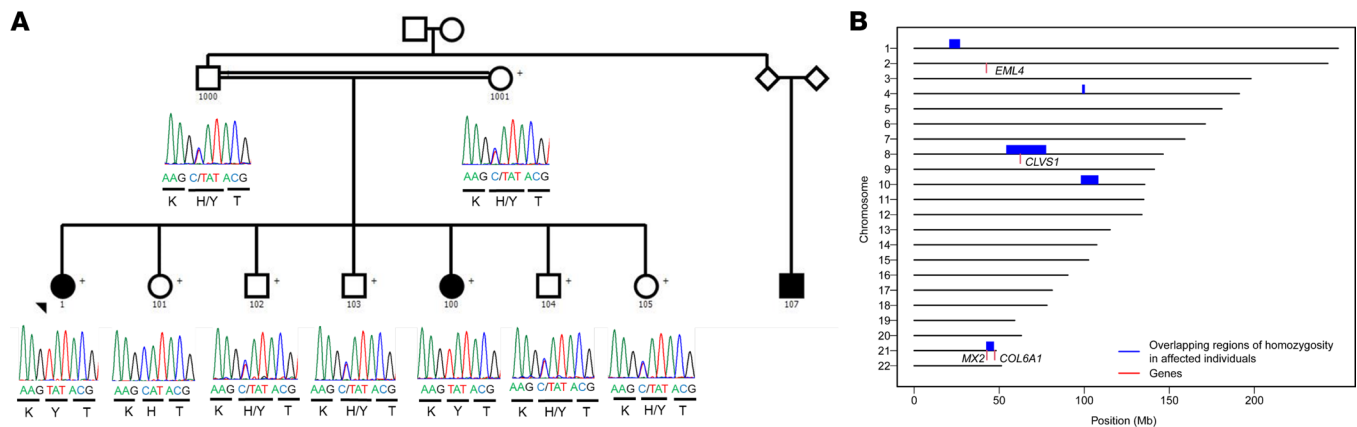 A
1000
+
1001
AAG C/TAT ACG
K H/Y T
AAG C/TAT ACG
K H/Y T
+
1
+
101
+
102
+
103
+
100
+
104
+
105
107
AAG TAT ACG
K Y T
AAG CAT ACG
K H T
AAG C/TAT ACG
K H/Y T
AAG C/TAT ACG
K H/Y T
AAG TAT ACG
K Y T
AAG C/TAT ACG
K H/Y T
AAG C/TAT ACG
K H/Y T
B
Chromosome
1
2
3
4
5
6
7
8
9
10
11
12
13
14
15
16
17
18
19
20
21
22
EML4
CLVS1
MX2
COL6A1
Overlapping regions of homozygosity
in affected individuals
Genes
0
50
100
150
200
Position (Mb)